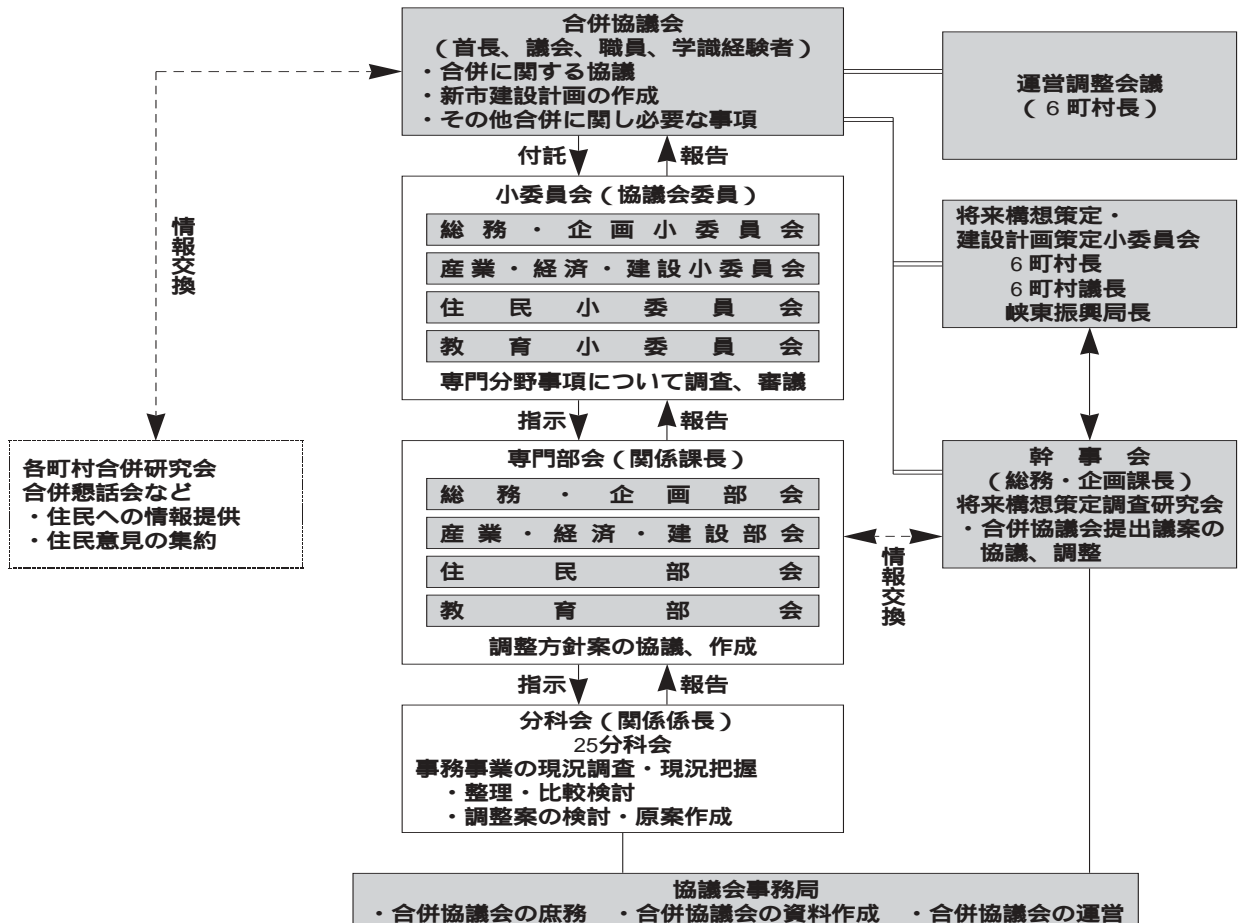 合併協議会
(首長、議会、職員、学識経験者)
・合併に関する協議
・新市建設計画の作成
・その他合併に関し必要な事項
運営調整会議
(6町村長)
付託
報告
小委員会(協議会委員)
総務・企画小委員会
産業・経済・建設小委員会
住民小委員会
教育小委員会
専門分野事項について調査、審議
将来構想策定・
建設計画策定小委員会
6町村長
6町村議長
峡東振興局長
情報交換
指示
報告
各町村合併研究会
合併懇話会など
・住民への情報提供
・住民意見の集約
専門部会(関係課長)
総務・企画部会
産業・経済・建設部会
住民部会
教育部会
調整方針案の協議、作成
情報交換
幹事会
(総務・企画課長)
将来構想策定調査研究会
・合併協議会提出議案の
協議、調整
指示
報告
分科会(関係係長)
25分科会
事務事業の現況調査・現況把握
・整理・比較検討
・調整案の検討・原案作成
協議会事務局
・合併協議会の庶務 ・合併協議会の資料作成 ・合併協議会の運営